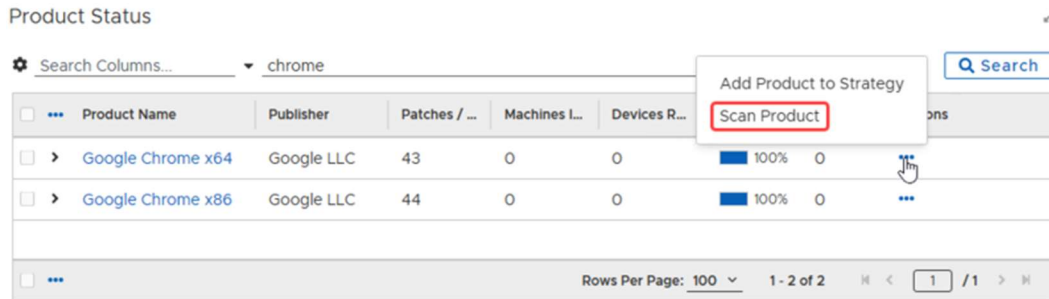 Product Status
Search Columns... chrome Search
Add Product to Strategy
Scan Product
Product Name Publisher Patches / ... Machines I... Devices R... ons
Google Chrome x64 Google LLC 43 0 0 100% 0
Google Chrome x86 Google LLC 44 0 0 100% 0
Rows Per Page: 100 1 - 2 of 2 1 / 1